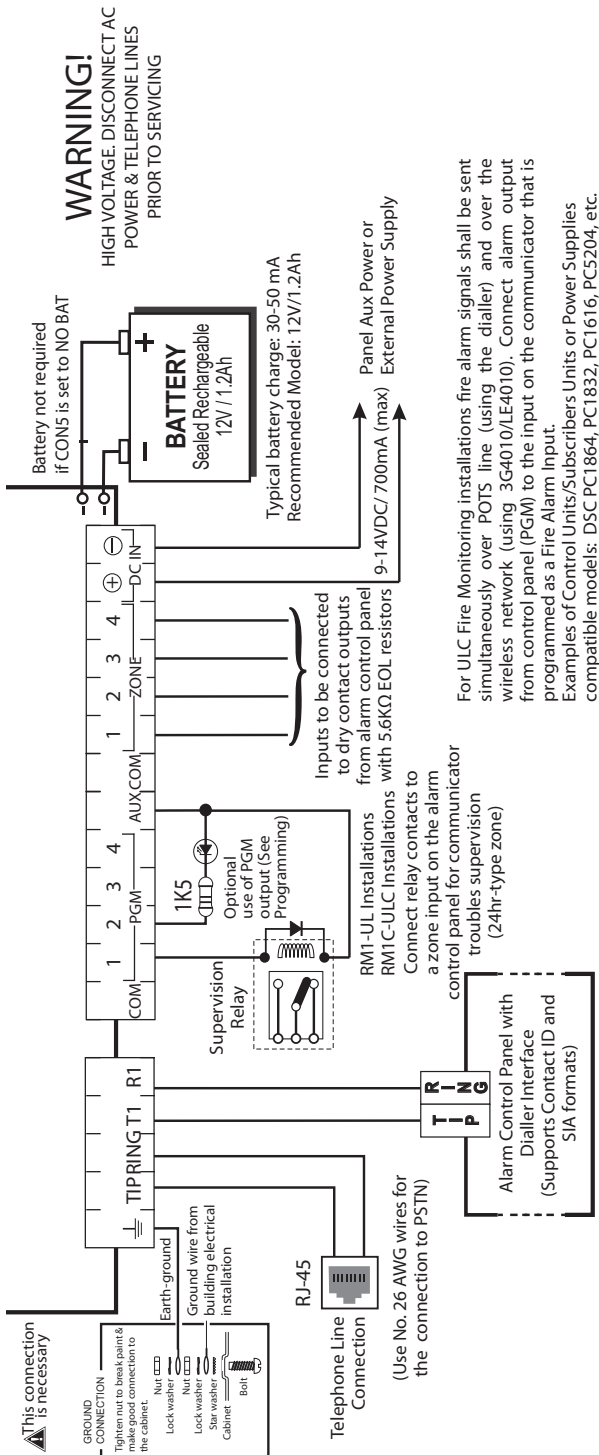 This connection
is necessary
GROUND
CONNECTION
Tighten nut to break paint &
make good connection to
the cabinet.
Nut
Lock washer
Nut
Lock washer
Star washer
Cabinet
Bolt
Earth-ground
Ground wire from
building electrical
installation
TIP RING T1 R1
RJ-45
Telephone Line
Connection
(Use No. 26 AWG wires for
the connection to PSTN)
T I P
R I N G
Alarm Control Panel with
Dialler Interface
(Supports Contact ID and
SIA formats)
COM 1 2 3 4 AUX COM 1 2 3 4 + -
PGM
ZONE
DC IN
Supervision
Relay
1K5
Optional
use of PGM
output (See
Programming)
RM1-UL Installations
RM1C-ULC Installations
Connect relay contacts to
a zone input on the alarm
control panel for communicator
troubles supervision
(24hr-type zone)
Inputs to be connected
to dry contact outputs
from alarm control panel
with 5.6KΩ EOL resistors
9-14VDC/ 700mA (max)
Panel Aux Power or
External Power Supply
Battery not required
if CON5 is set to NO BAT
- +
BATTERY
Sealed Rechargeable
12V / 1.2Ah
Typical battery charge: 30-50 mA
Recommended Model: 12V/1.2Ah
WARNING!
HIGH VOLTAGE. DISCONNECT AC
POWER & TELEPHONE LINES
PRIOR TO SERVICING
For ULC Fire Monitoring installations fire alarm signals shall be sent
simultaneously over POTS line (using the dialler) and over the
wireless network (using 3G4010/LE4010). Connect alarm output
from control panel (PGM) to the input on the communicator that is
programmed as a Fire Alarm Input.
Examples of Control Units/Subscribers Units or Power Supplies
compatible models: DSC PC1864, PC1832, PC1616, PC5204, etc.